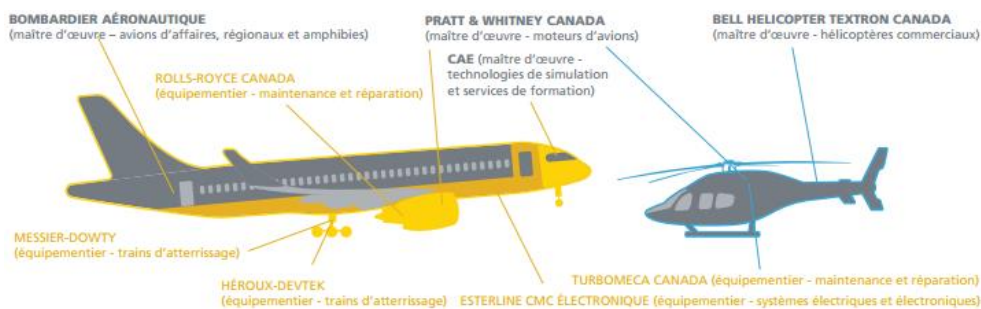 BOMBARDIER AÉRONAUTIQUE
(maître d'œuvre – avions d'affaires, régionaux et amphibies)
PRATT & WHITNEY CANADA
(maître d'œuvre - moteurs d'avions)
BELL HELICOPTER TEXTRON CANADA
(maître d'œuvre - hélicoptères commerciaux)
CAE (maître d'œuvre -
technologies de simulation
et services de formation)
ROLLS-ROYCE CANADA
(équipementier - maintenance et réparation)
MESSIER-DOWTY
(équipementier - trains d'atterrissage)
HÉROUX-DEVTEK
(équipementier - trains d'atterrissage)
TURBOMECA CANADA (équipementier - maintenance et réparation)
ESTERLINE CMC ÉLECTRONIQUE (équipementier - systèmes électriques et électroniques)